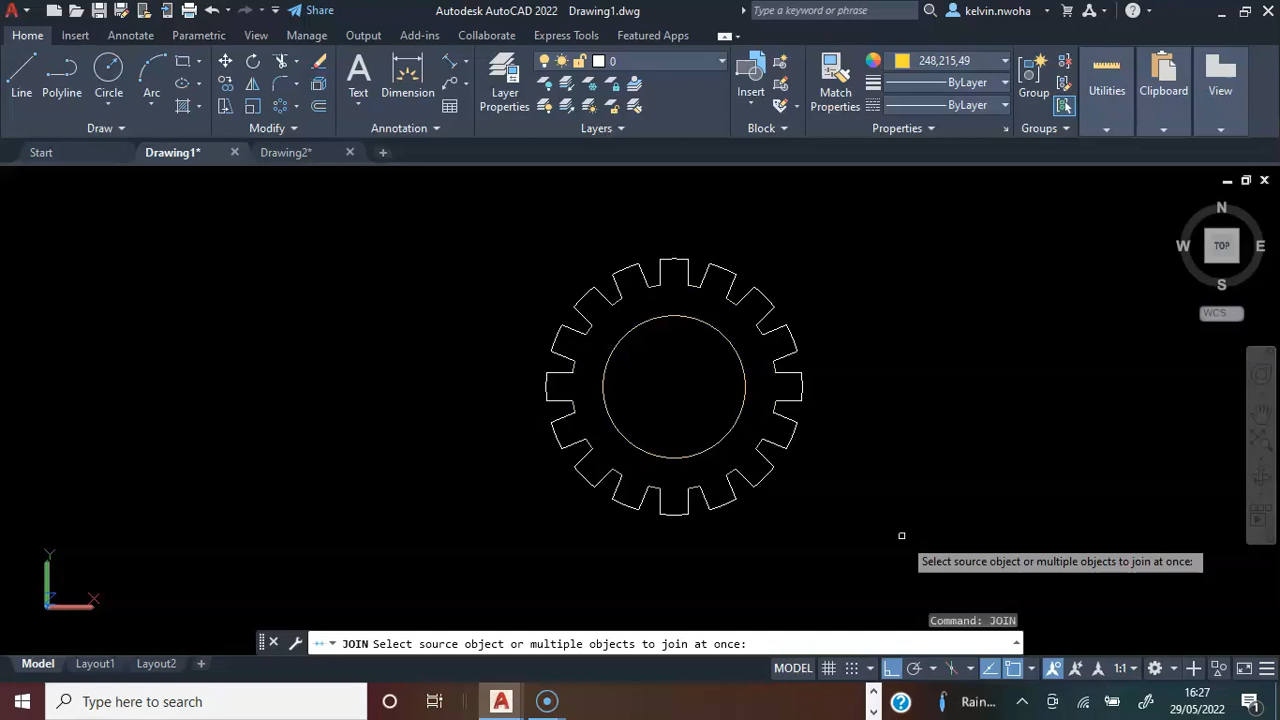 Share
Autodesk AutoCAD 2022 Drawing1.dwg
Type a keyword or phrase
kelvin.nwoha
Home Insert Annotate Parametric View Manage Output Add-ins Collaborate Express Tools Featured Apps
Line Polyline Circle Arc
Draw
Modify
Text Dimension
Annotation
Layer Properties
0
Layers
Insert
Block
Match Properties
248,215,49
ByLayer
ByLayer
Properties
Group
Groups
Utilities
Clipboard
View
Start Drawing1* Drawing2*
N
W TOP E
S
WCS
Y
X
Select source object or multiple objects to join at once:
Command: JOIN
JOIN Select source object or multiple objects to join at once:
Model Layout1 Layout2
MODEL 1:1
Type here to search
A
Rain...
16:27
29/05/2022
1